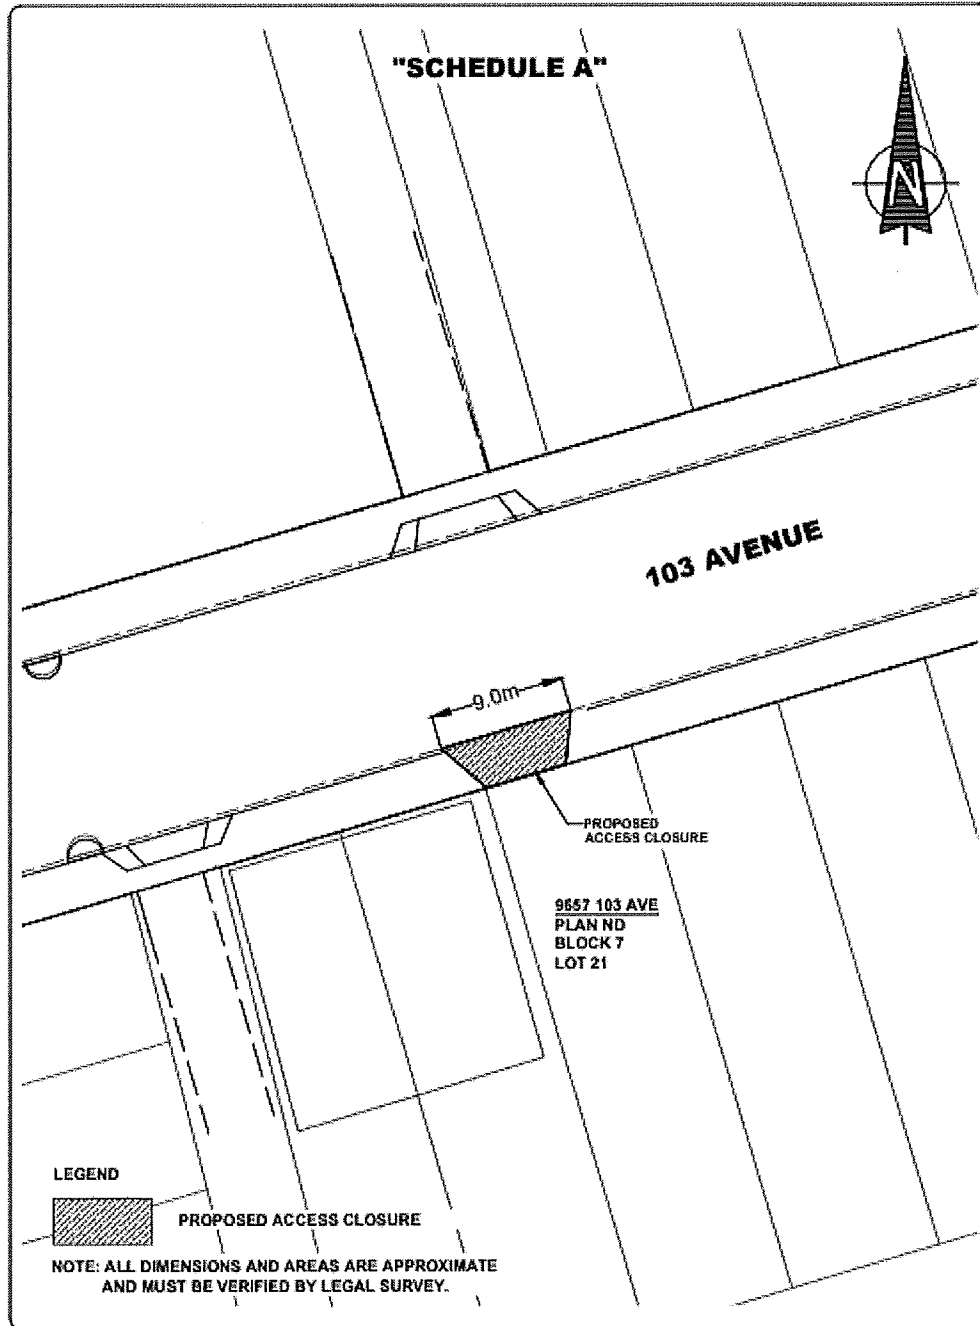 "SCHEDULE A"
N
103 AVENUE
9.0m
PROPOSED
ACCESS CLOSURE
9657 103 AVE
PLAN ND
BLOCK 7
LOT 21
LEGEND
PROPOSED ACCESS CLOSURE
NOTE: ALL DIMENSIONS AND AREAS ARE APPROXIMATE
AND MUST BE VERIFIED BY LEGAL SURVEY.